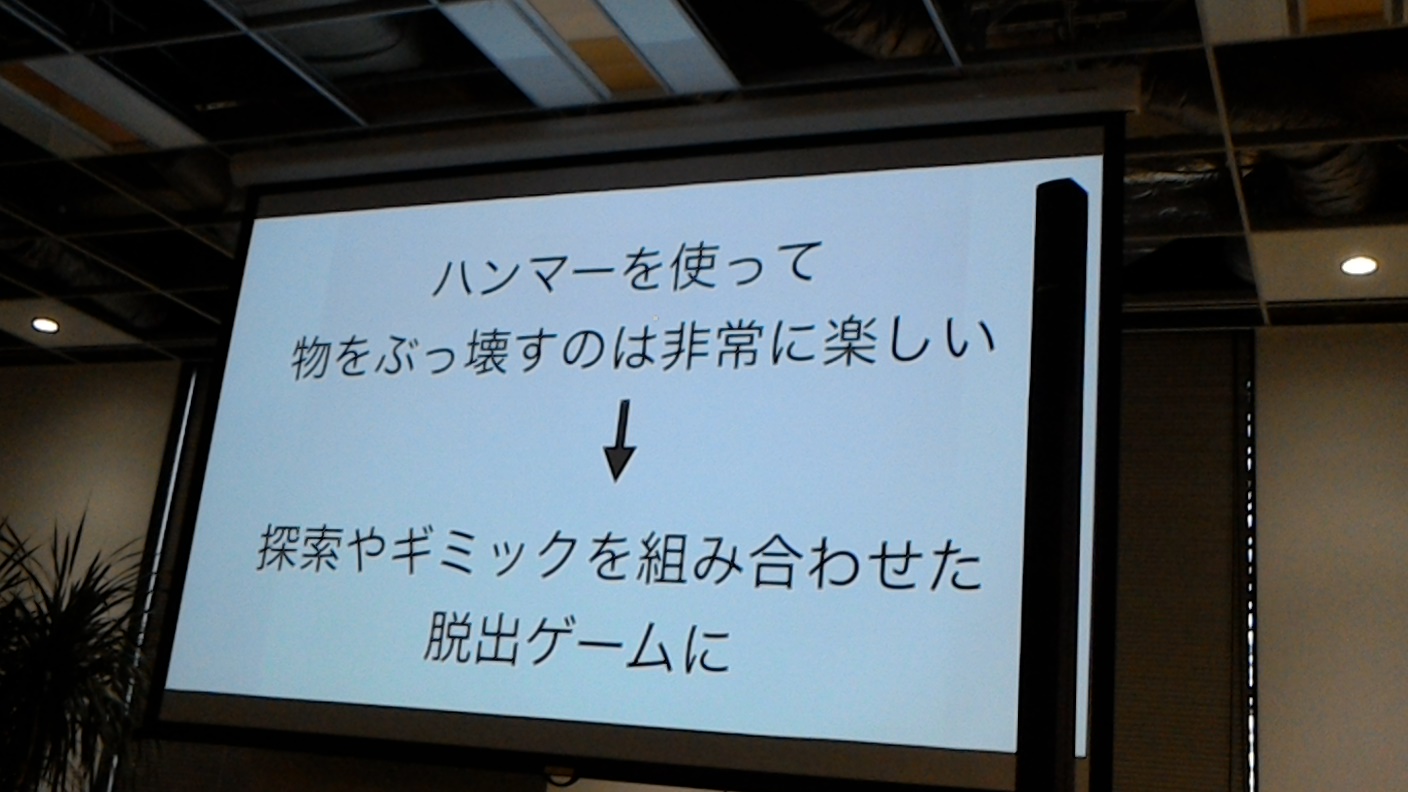 ハンマーを使って
物をぶっ壊すのは非常に楽しい
探索やギミックを組み合わせた
脱出ゲームに